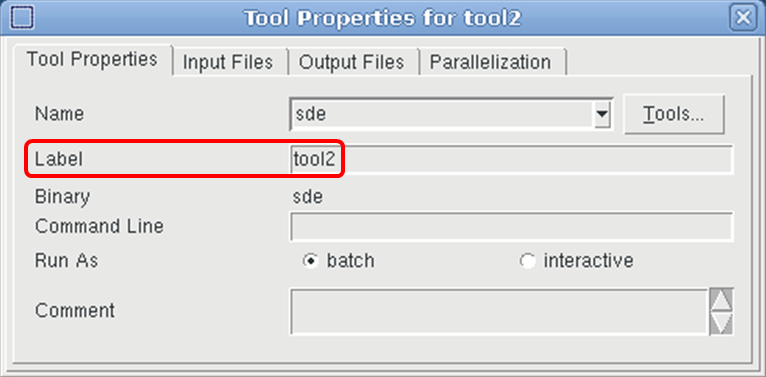 Tool Properties for tool2
Tool Properties Input Files Output Files Parallelization
Name sde Tools...
Label tool2
Binary sde
Command Line
Run As batch interactive
Comment